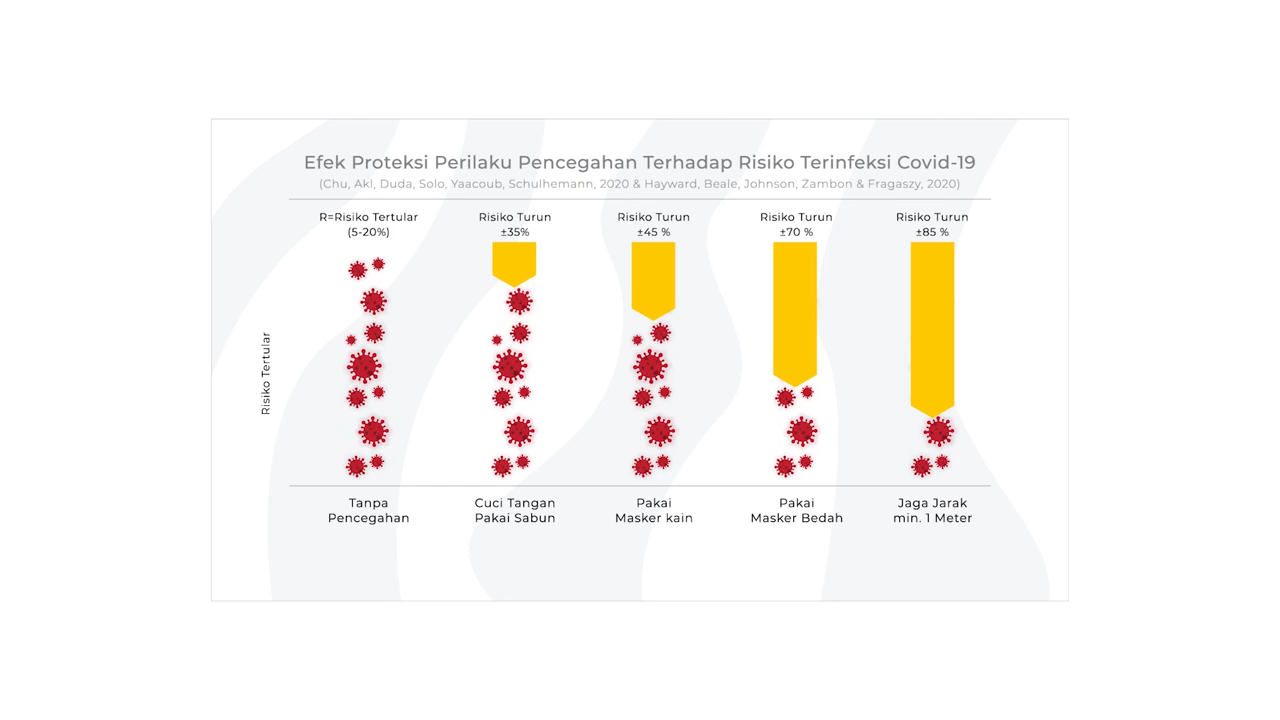 Efek Proteksi Perilaku Pencegahan Terhadap Risiko Terinfeksi Covid-19
(Chu, Akl, Duda, Solo, Yaacoub, Schulhemann, 2020 & Hayward, Beale, Johnson, Zambon & Fragaszy, 2020)
R=Risiko Tertular
(5-20%)
Risiko Turun
±35%
Risiko Turun
±45 %
Risiko Turun
±70 %
Risiko Turun
±85 %
Risiko Tertular
Tanpa
Pencegahan
Cuci Tangan
Pakai Sabun
Pakai
Masker kain
Pakai
Masker Bedah
Jaga Jarak
min. 1 Meter